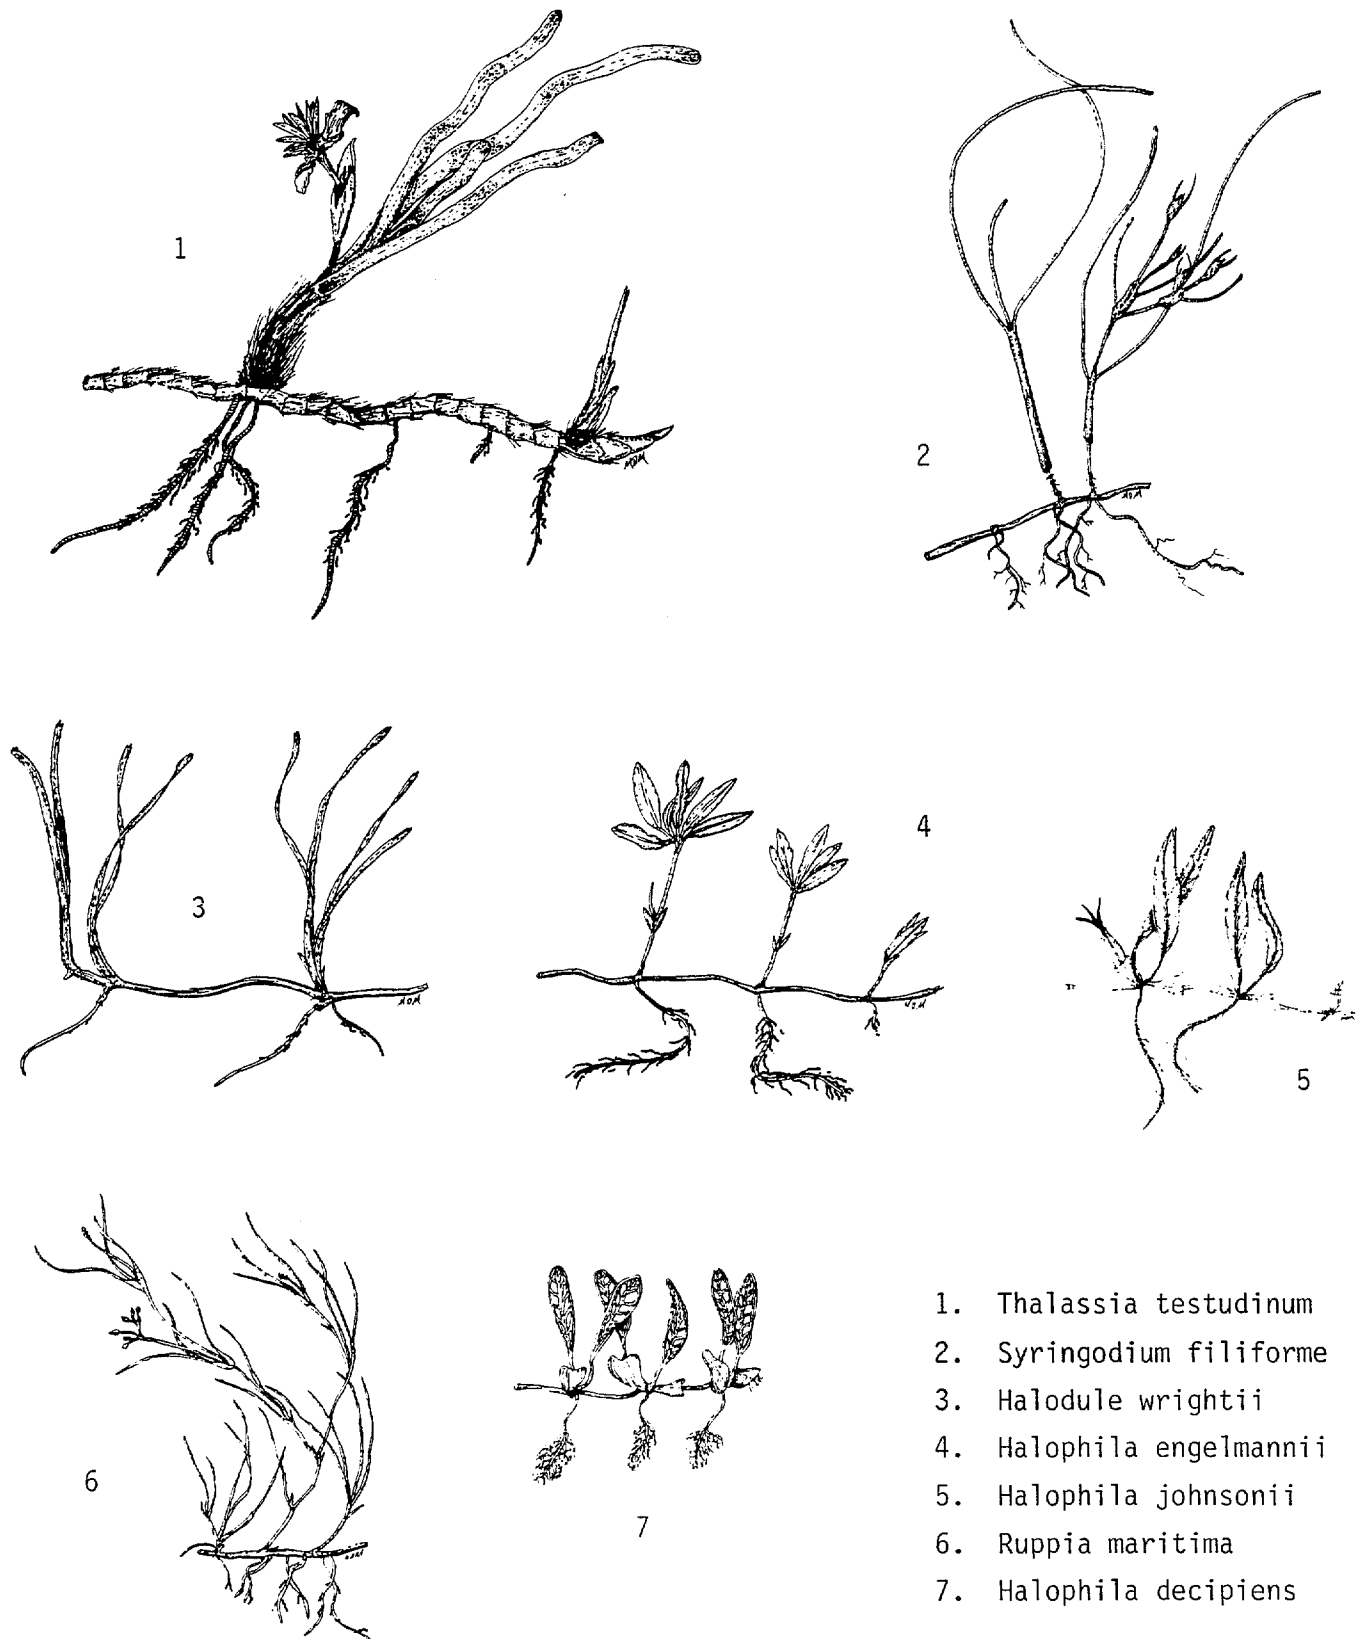 1
2
3
4
5
6
7
1. Thalassia testudinum
2. Syringodium filiforme
3. Halodule wrightii
4. Halophila engelmannii
5. Halophila johnsonii
6. Ruppia maritima
7. Halophila decipiens